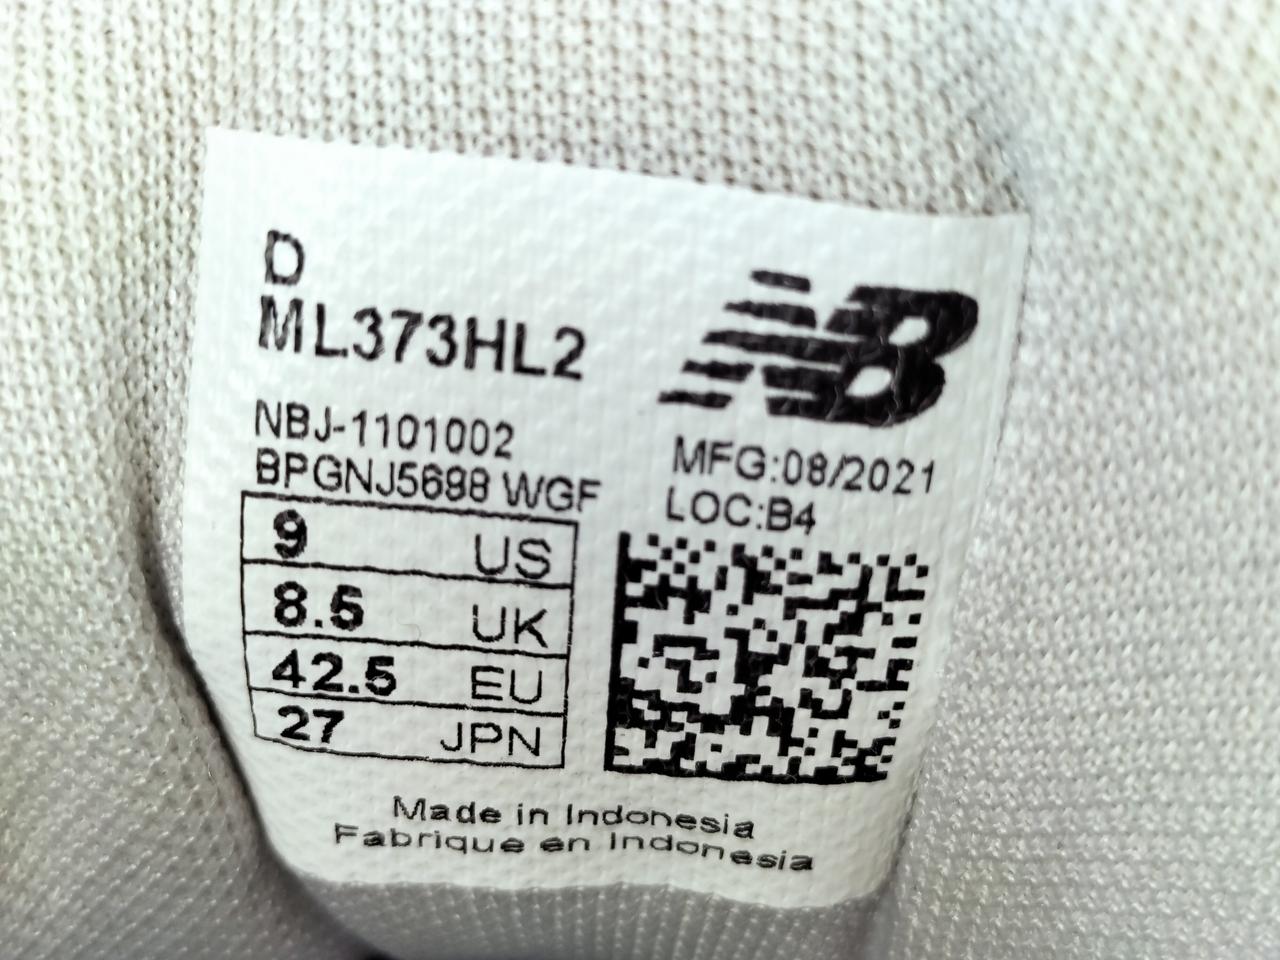 D
ML373HL2
NB
NBJ-1101002
BPGNJ5698 WGF
MFG:08/2021
LOC:B4
9 US
8.5 UK
42.5 EU
27 JPN
Made in Indonesia
Fabrique en Indonesia